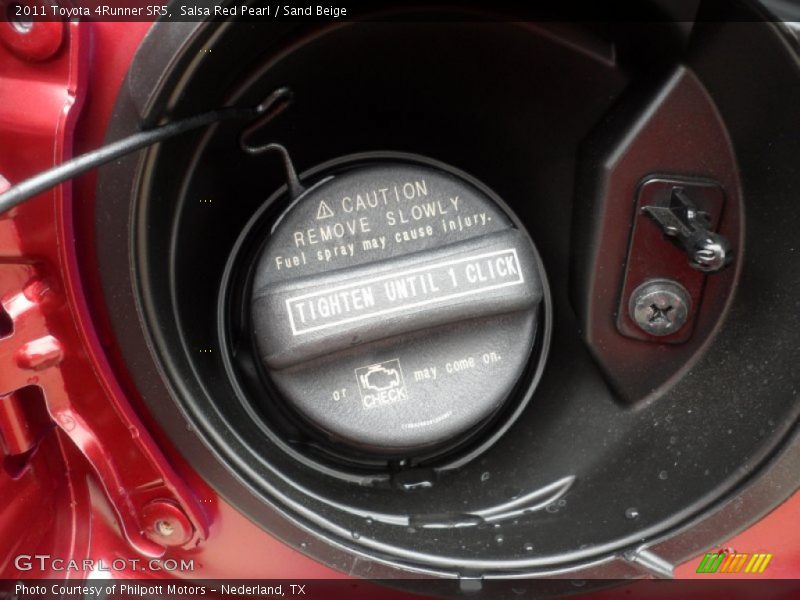 2011 Toyota 4Runner SR5,  Salsa Red Pearl / Sand Beige
CAUTION
REMOVE SLOWLY
Fuel spray may cause injury.
TIGHTEN UNTIL 1 CLICK
or CHECK may come on.
GTCARLOT.COM
Photo Courtesy of Philpott Motors - Nederland, TX